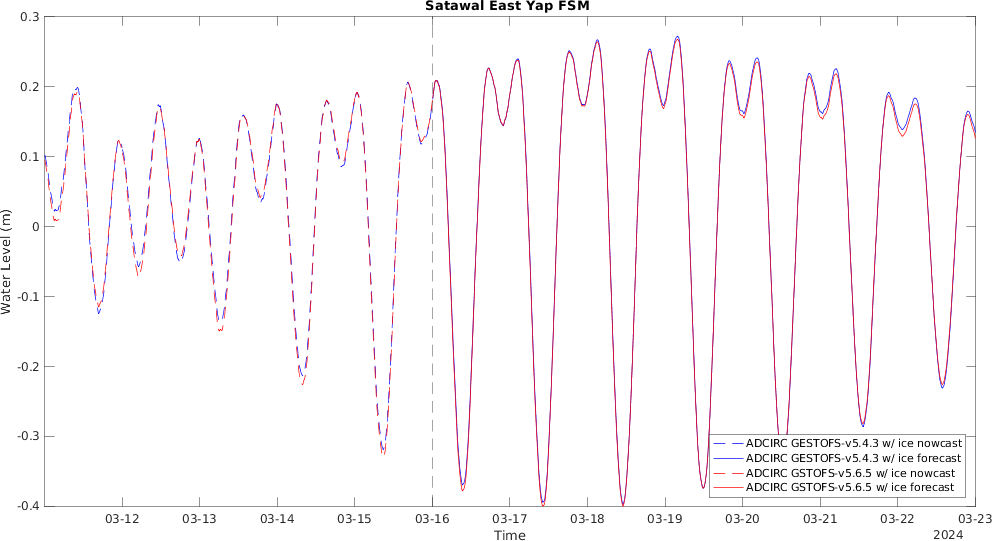 Satawal East Yap FSM
0.3
0.2
0.1
0
-0.1
-0.2
-0.3
-0.4
Water Level (m)
ADCIRC GESTOFS-v5.4.3 w/ ice nowcast
ADCIRC GESTOFS-v5.4.3 w/ ice forecast
ADCIRC GSTOFS-v5.6.5 w/ ice nowcast
ADCIRC GSTOFS-v5.6.5 w/ ice forecast
03-12 03-13 03-14 03-15 03-16 03-17 03-18 03-19 03-20 03-21 03-22 03-23
Time
2024